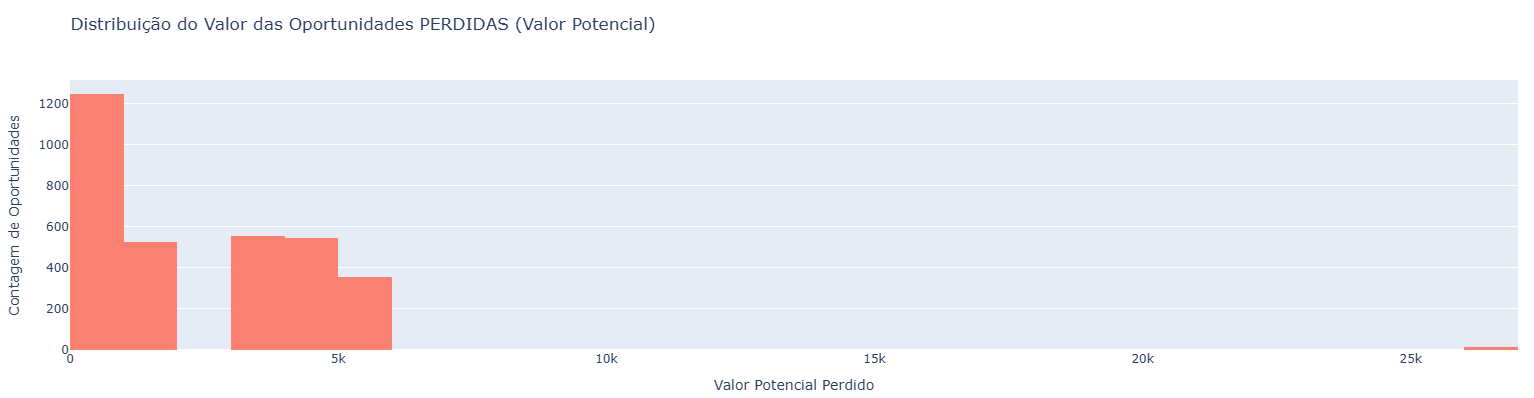 Distribuição do Valor das Oportunidades PERDIDAS (Valor Potencial)
Contagem de Oportunidades
1200
1000
800
600
400
200
0
0 5k 10k 15k 20k 25k
Valor Potencial Perdido